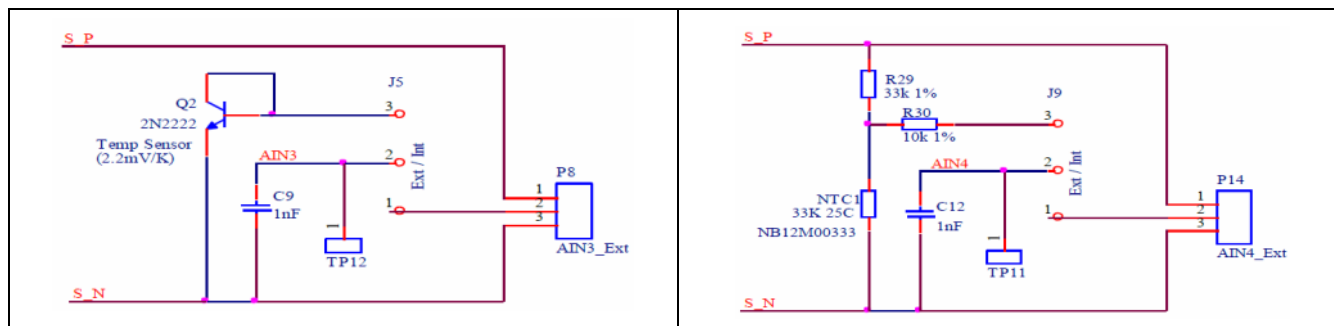 S_P
J5
Q2
2N2222
Temp Sensor
(2.2mV/K)
3
AIN3
2
Ext / Int
C9
1nF
1
P8
1
2
3
AIN3_Ext
1
TP12
S_N
S_P
R29
33k 1%
J9
R30
10k 1%
3
AIN4
2
Ext / Int
NTC1
33K 25C
NB12M00333
C12
1nF
1
P14
1
2
3
AIN4_Ext
1
TP11
S_N